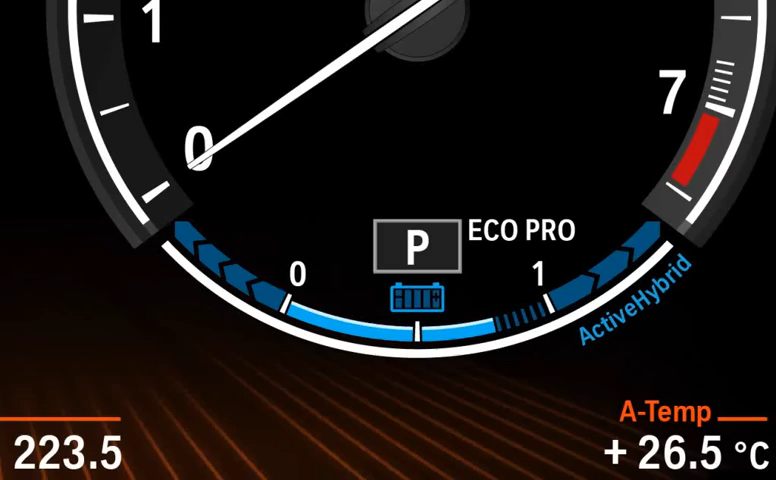 1
7
0
P
ECO PRO
0
1
ActiveHybrid
A-Temp
223.5
+ 26.5 °C